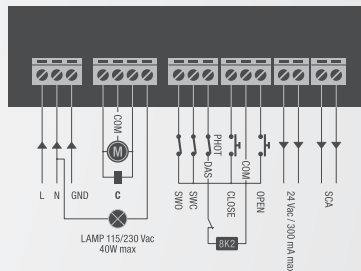 COM
M
L
N
GND
C
LAMP 115/230 Vac
40W max
SWO
SWC
PHOT
DAS
CLOSE
COM
OPEN
8K2
24 Vac / 300 mA max
SCA